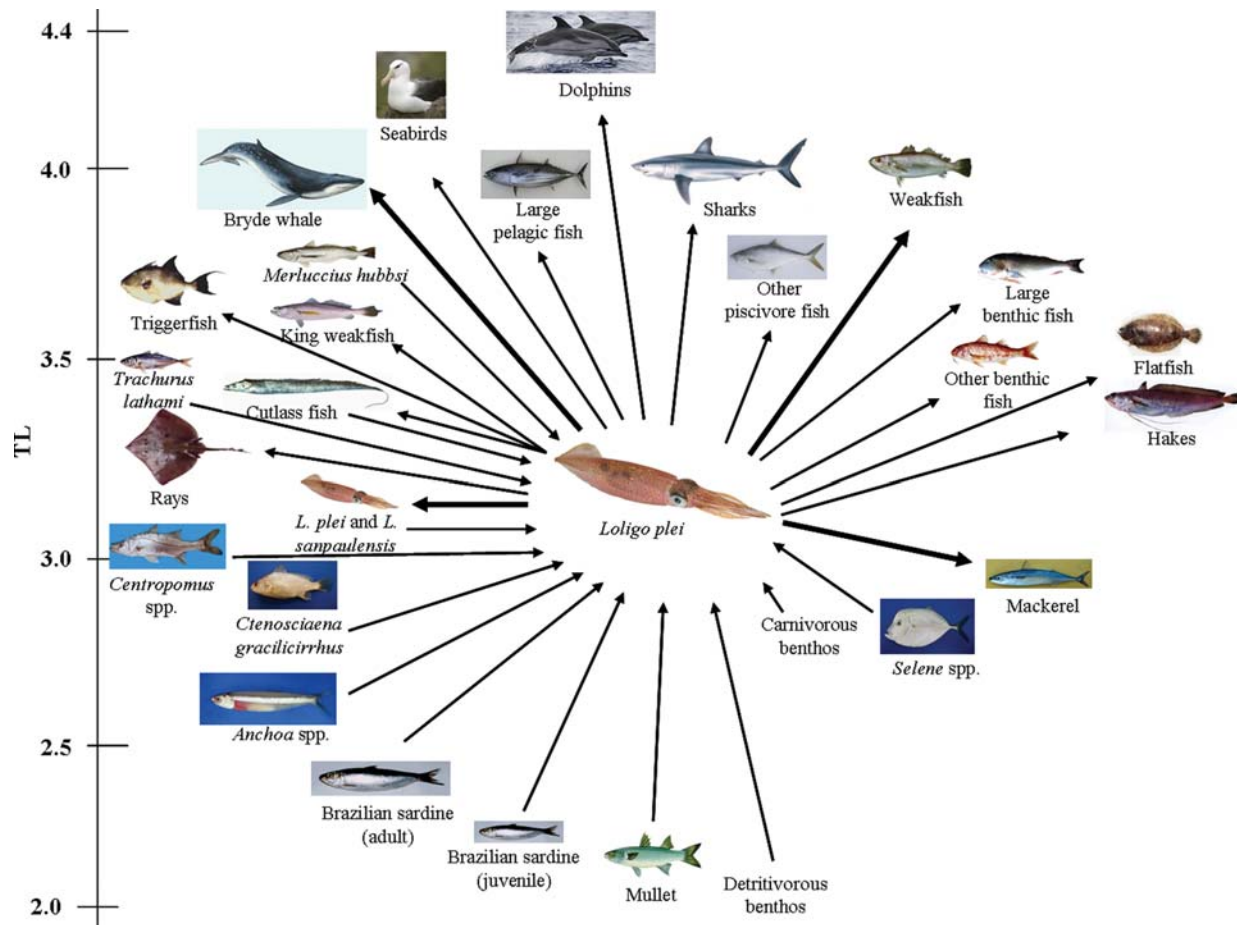 4.4
4.0
3.5
3.0
2.5
2.0
TL
Dolphins
Seabirds
Bryde whale
Large
pelagic fish
Sharks
Weakfish
Merluccius hubbsi
Other
piscivore fish
Large
benthic fish
Triggerfish
King weakfish
Flatfish
Trachurus
lathami
Cutlass fish
Other benthic
fish
Hakes
Rays
L. plei and L.
sanpaulensis
Loligo plei
Centropomus
spp.
Mackerel
Ctenosciaena
gracilicirrhus
Carnivorous
benthos
Selene spp.
Anchoa spp.
Brazilian sardine
(adult)
Brazilian sardine
(juvenile)
Mullet
Detritivorous
benthos